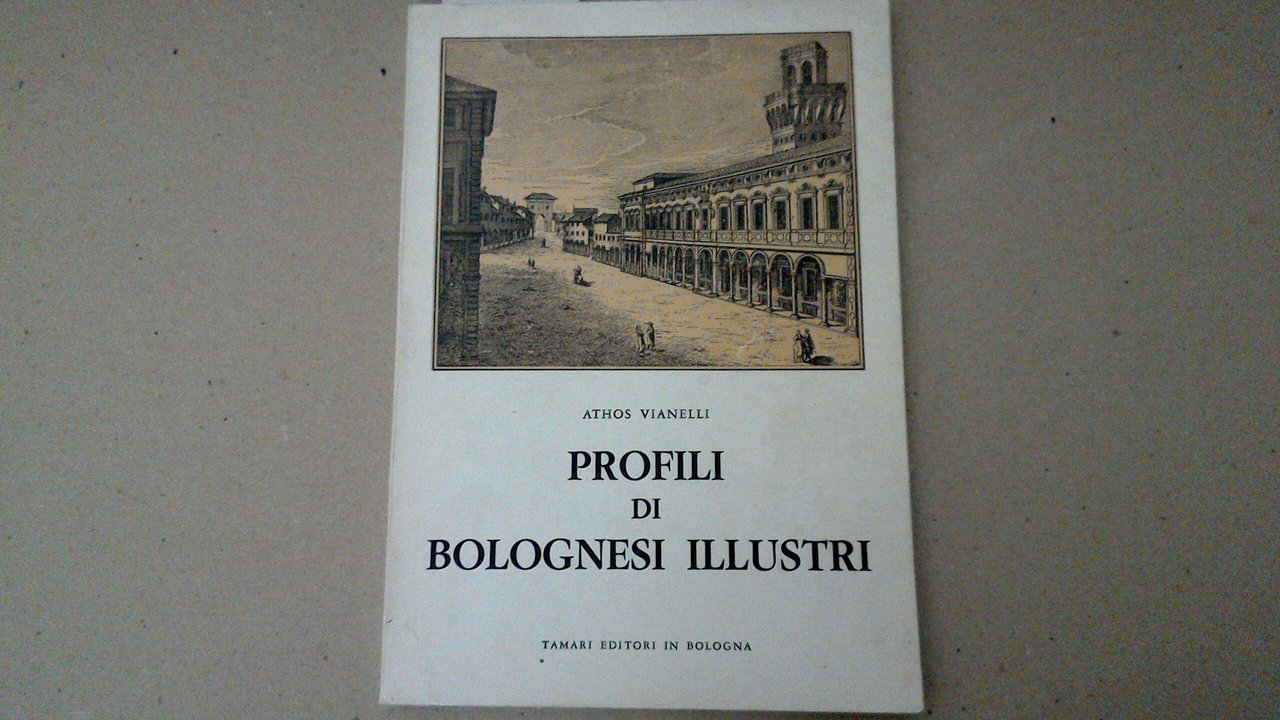 ATHOS VIANELLI
PROFILI
DI
BOLOGNESI ILLUSTRI
TAMARI EDITORI IN BOLOGNA